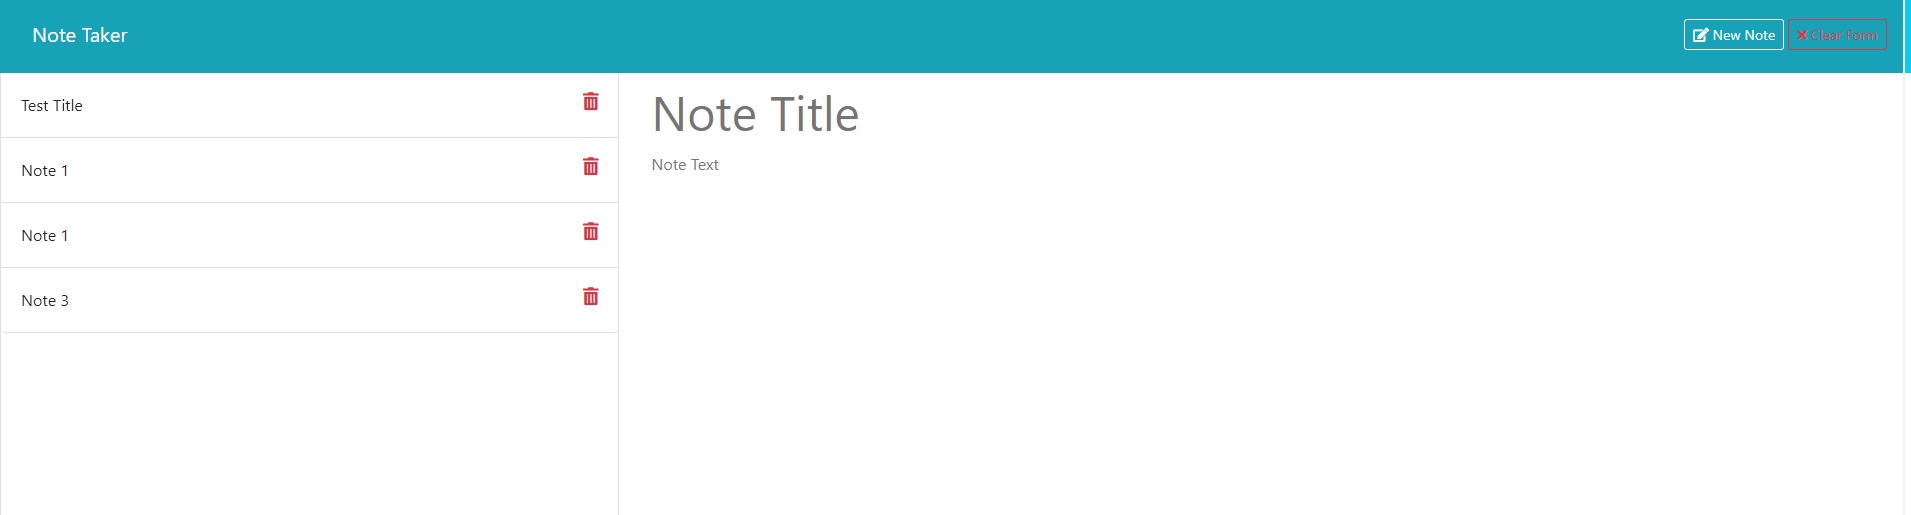 Note Taker
New Note
Clear Form
Test Title
Note 1
Note 1
Note 3
Note Title
Note Text